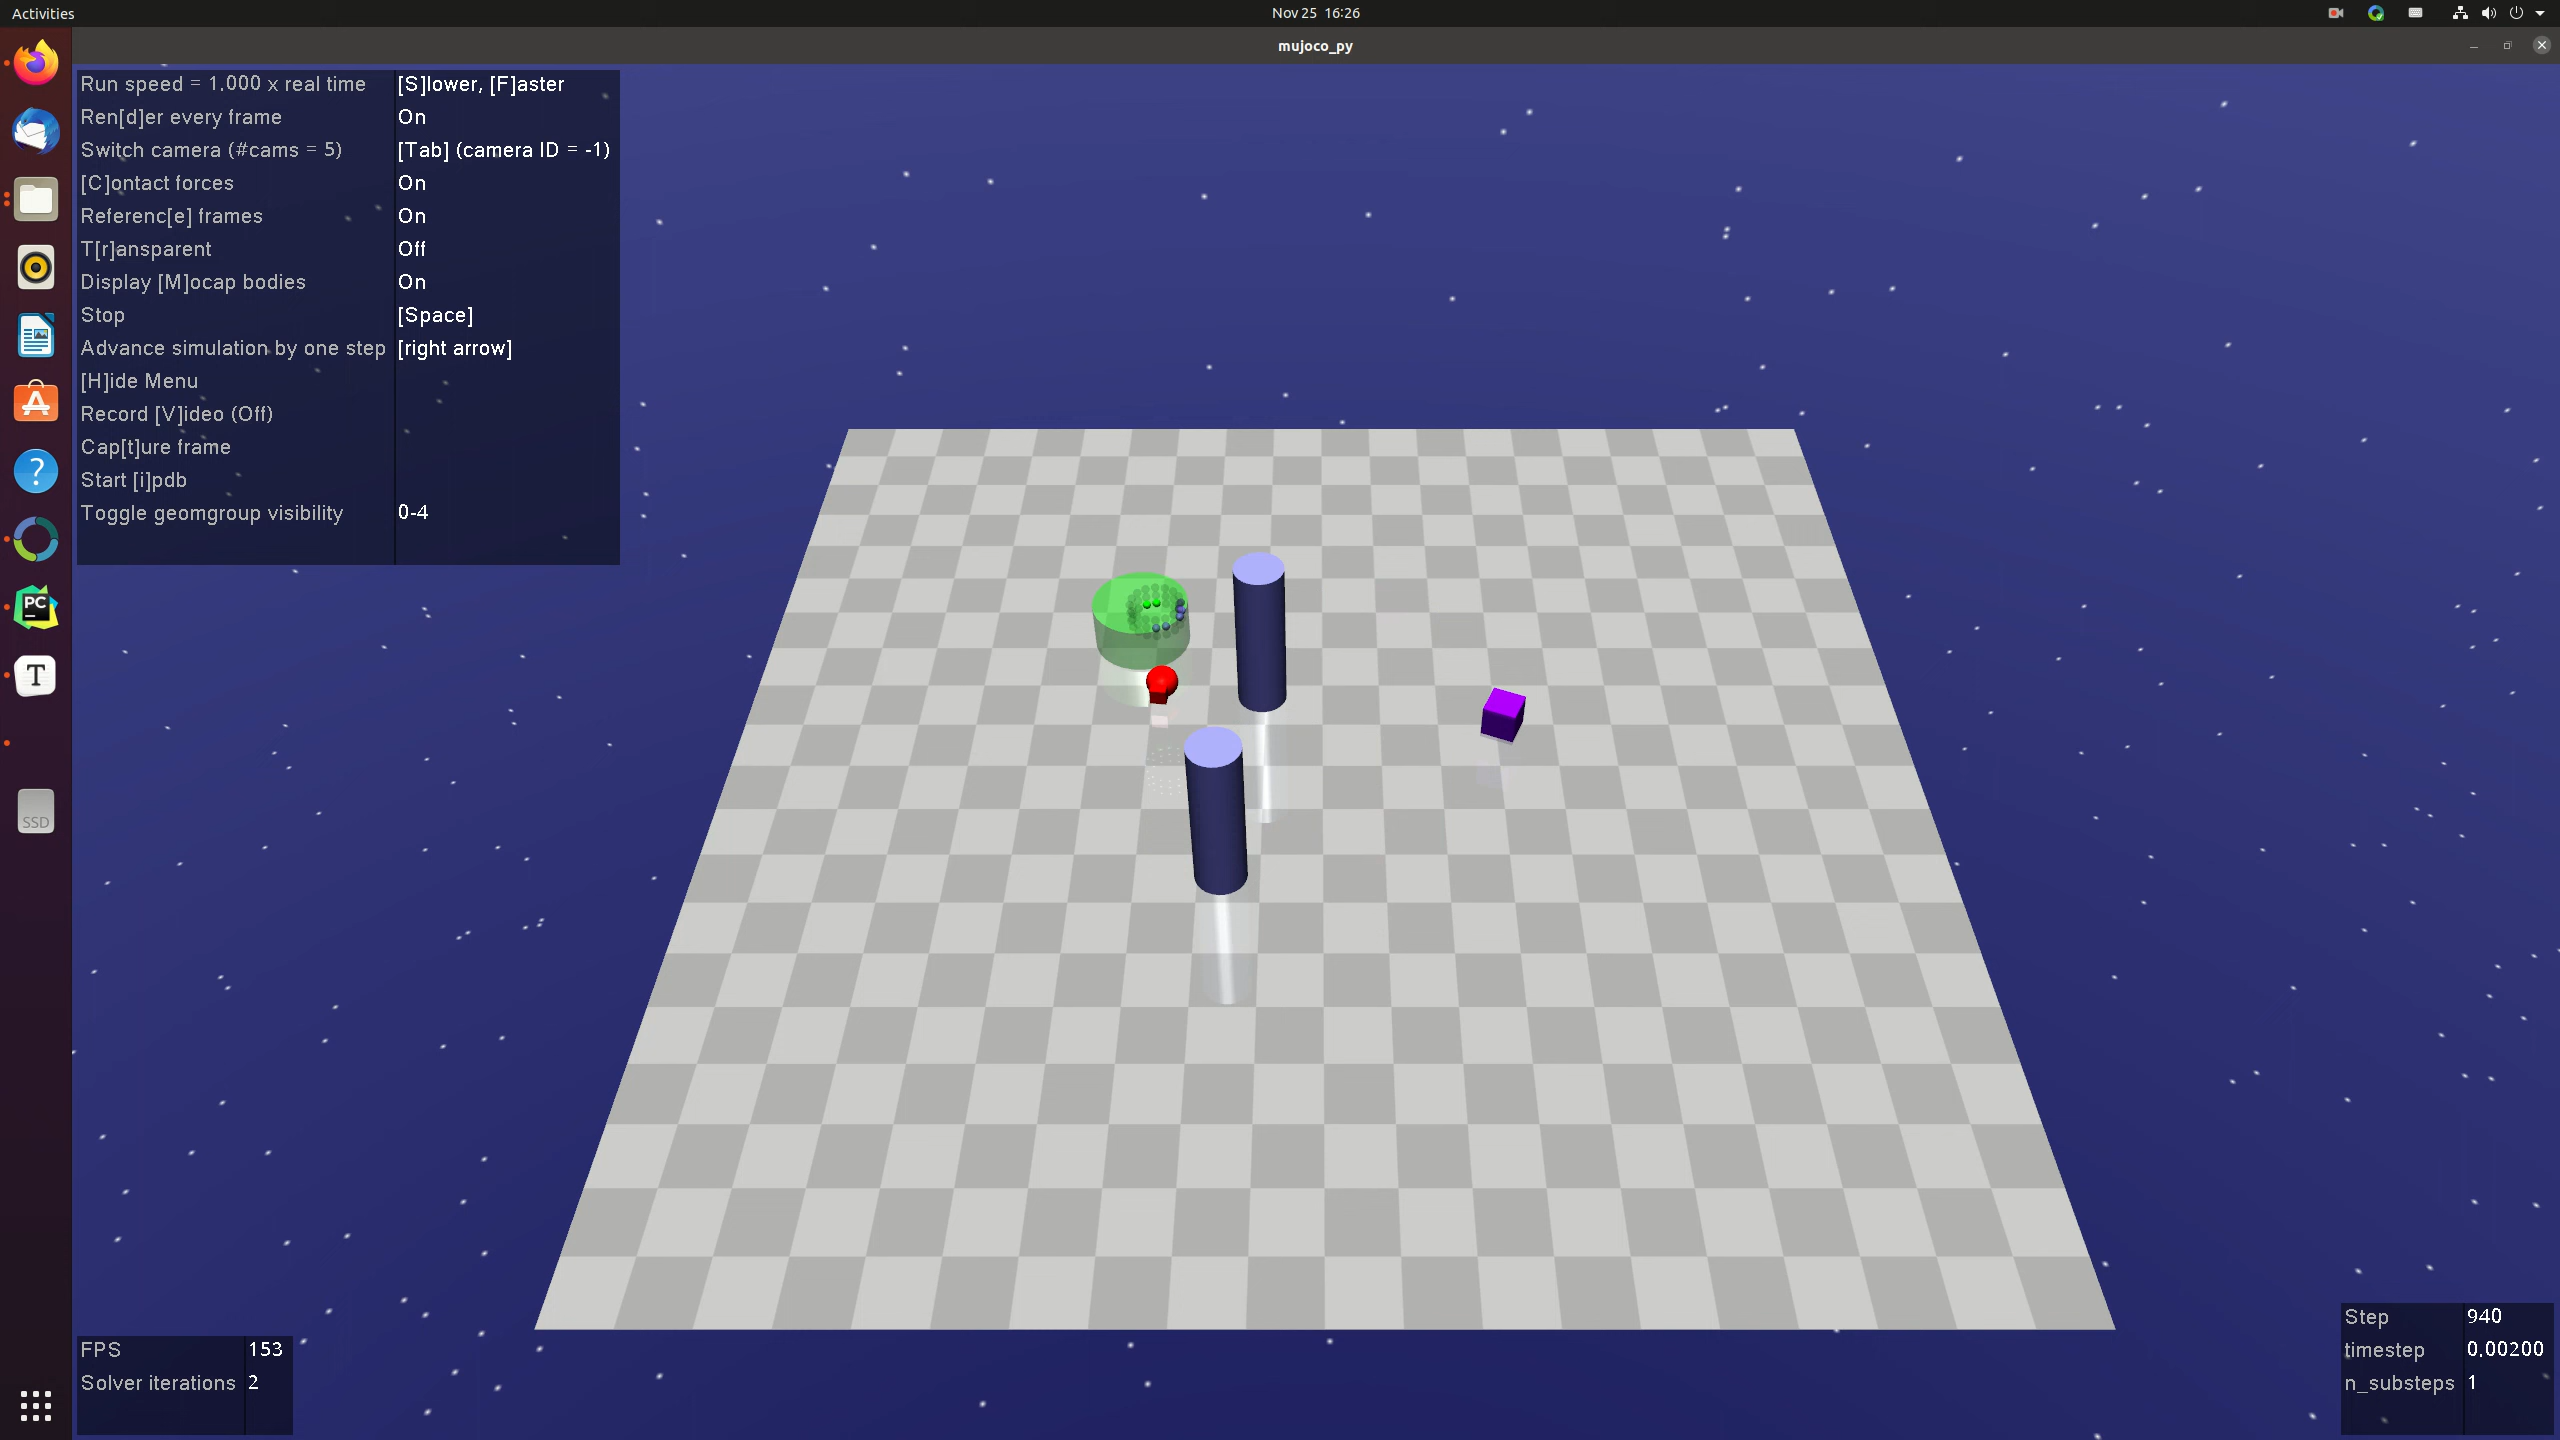 Activities
Nov 25 16:26
mujoco_py
Run speed = 1.000 x real time [S]lower, [F]aster
Ren[d]er every frame On
Switch camera (#cams = 5) [Tab] (camera ID = -1)
[C]ontact forces On
Referenc[e] frames On
T[r]ansparent Off
Display [M]ocap bodies On
Stop [Space]
Advance simulation by one step [right arrow]
[H]ide Menu
Record [V]ideo (Off)
Cap[t]ure frame
Start [i]pdb
Toggle geomgroup visibility 0-4
PC
T
SSD
FPS 153
Solver iterations 2
Step 940
timestep 0.00200
n_substeps 1